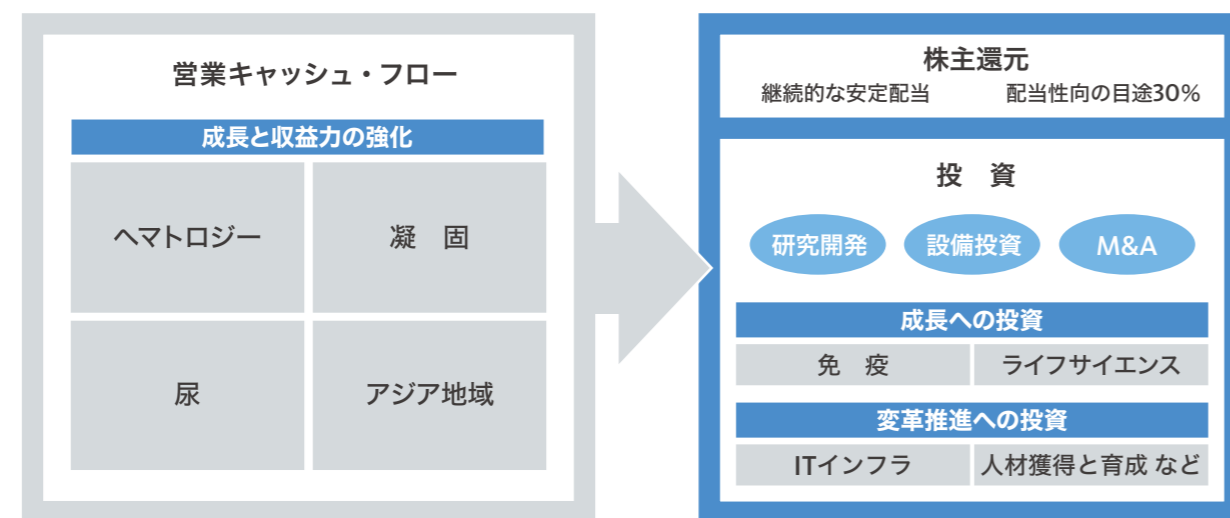 営業キャッシュ・フロー
成長と収益力の強化
ヘマトロジー
凝　固
尿
アジア地域
株主還元
継続的な安定配当　配当性向の目途30%
投　資
研究開発
設備投資
M&A
成長への投資
免　疫
ライフサイエンス
変革推進への投資
ITインフラ
人材獲得と育成 など